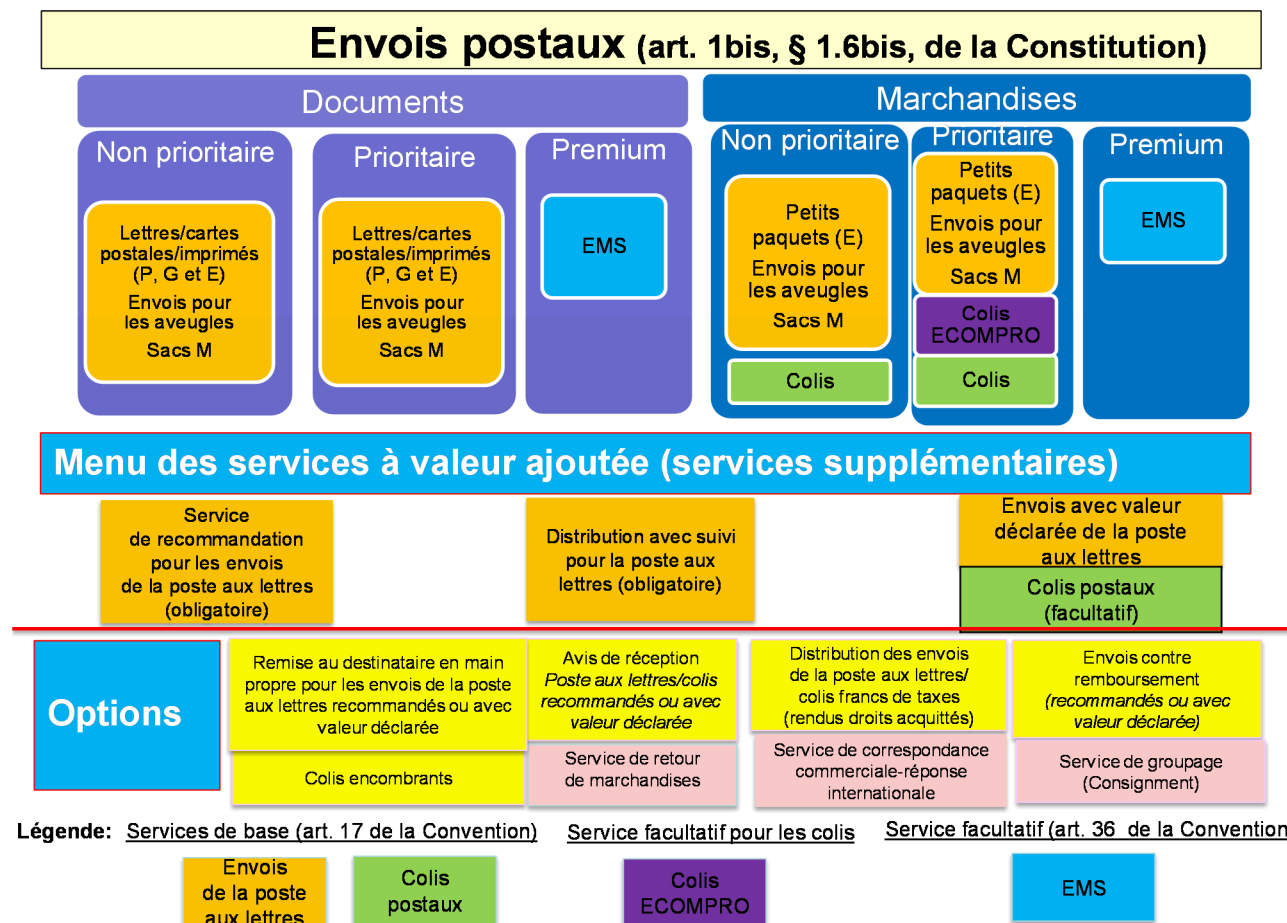 Envois postaux (art. 1bis, § 1.6bis, de la Constitution)
Documents
Non prioritaire
Lettres/cartes
postales/imprimés
(P, G et E)
Envois pour
les aveugles
Sacs M
Prioritaire
Lettres/cartes
postales/imprimés
(P, G et E)
Envois pour
les aveugles
Sacs M
Premium
EMS
Marchandises
Non prioritaire
Petits
paquets (E)
Envois pour
les aveugles
Sacs M
Colis
Prioritaire
Petits
paquets (E)
Envois pour
les aveugles
Sacs M
Colis
ECOMPRO
Colis
Premium
EMS
Menu des services à valeur ajoutée (services supplémentaires)
Service
de recommandation
pour les envois
de la poste aux lettres
(obligatoire)
Distribution avec suivi
pour la poste aux
lettres (obligatoire)
Envois avec valeur
déclarée de la poste
aux lettres
Colis postaux
(facultatif)
Options
Remise au destinataire en main
propre pour les envois de la poste
aux lettres recommandés ou avec
valeur déclarée
Colis encombrants
Avis de réception
Poste aux lettres/colis
recommandés ou avec
valeur déclarée
Service de retour
de marchandises
Distribution des envois
de la poste aux lettres/
colis francs de taxes
(rendus droits acquittés)
Service de correspondance
commerciale-réponse
internationale
Envois contre
remboursement
(recommandés ou avec
valeur déclarée)
Service de groupage
(Consignment)
Légende: Services de base (art. 17 de la Convention) Service facultatif pour les colis Service facultatif (art. 36 de la Convention
Envois
de la poste
aux lettres
Colis
postaux
Colis
ECOMPRO
EMS